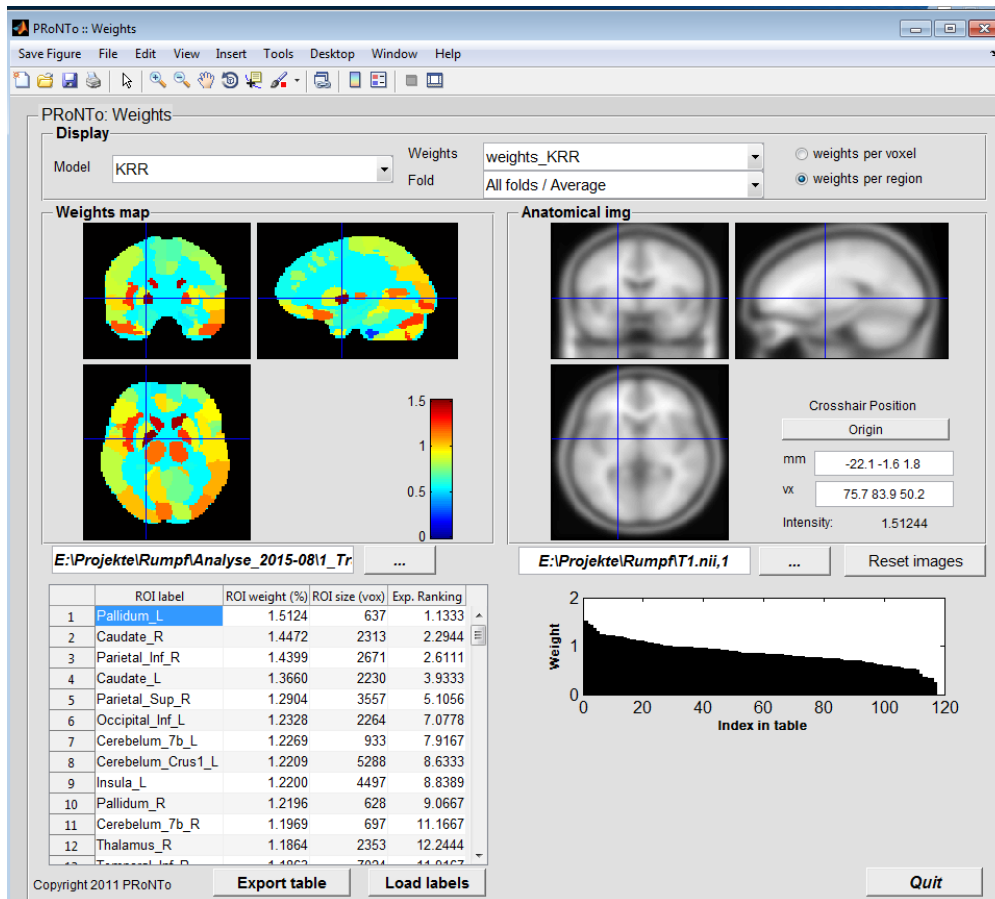 PRoNTo :: Weights
Save Figure File Edit View Insert Tools Desktop Window Help
PRoNTo: Weights
Display
Model KRR
Weights weights_KRR
Fold All folds / Average
weights per voxel
weights per region
Weights map
1.5
1
0.5
0
E:\Projekte\Rumpf\Analyse_2015-08\1_Tr
...
Anatomical img
Crosshair Position
Origin
mm -22.1 -1.6 1.8
vx 75.7 83.9 50.2
Intensity: 1.51244
E:\Projekte\Rumpf\T1.nii,1
...
Reset images
ROI label ROI weight (%) ROI size (vox) Exp. Ranking
1 Pallidum_L 1.5124 637 1.1333
2 Caudate_R 1.4472 2313 2.2944
3 Parietal_Inf_R 1.4399 2671 2.6111
4 Caudate_L 1.3660 2230 3.9333
5 Parietal_Sup_R 1.2904 3557 5.1056
6 Occipital_Inf_L 1.2328 2264 7.0778
7 Cerebelum_7b_L 1.2269 933 7.9167
8 Cerebelum_Crus1_L 1.2209 5288 8.6333
9 Insula_L 1.2200 4497 8.8389
10 Pallidum_R 1.2196 628 9.0667
11 Cerebelum_7b_R 1.1969 697 11.1667
12 Thalamus_R 1.1864 2353 12.2444
Weight
2
1
0
0 20 40 60 80 100 120
Index in table
Copyright 2011 PRoNTo
Export table
Load labels
Quit